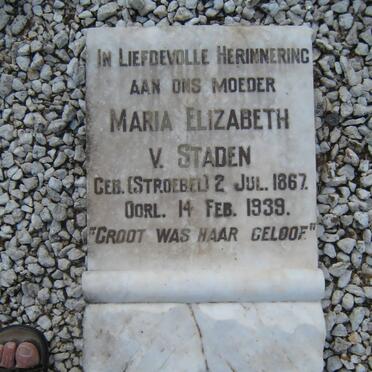 IN LIEFDEVOLLE HERINNERING
AAN ONS MOEDER
MARIA ELIZABETH
V. STADEN
GEB. (STROEBEL) 2 JUL. 1867.
OORL. 14 FEB. 1939.
"GROOT WAS HAAR GELOOF."